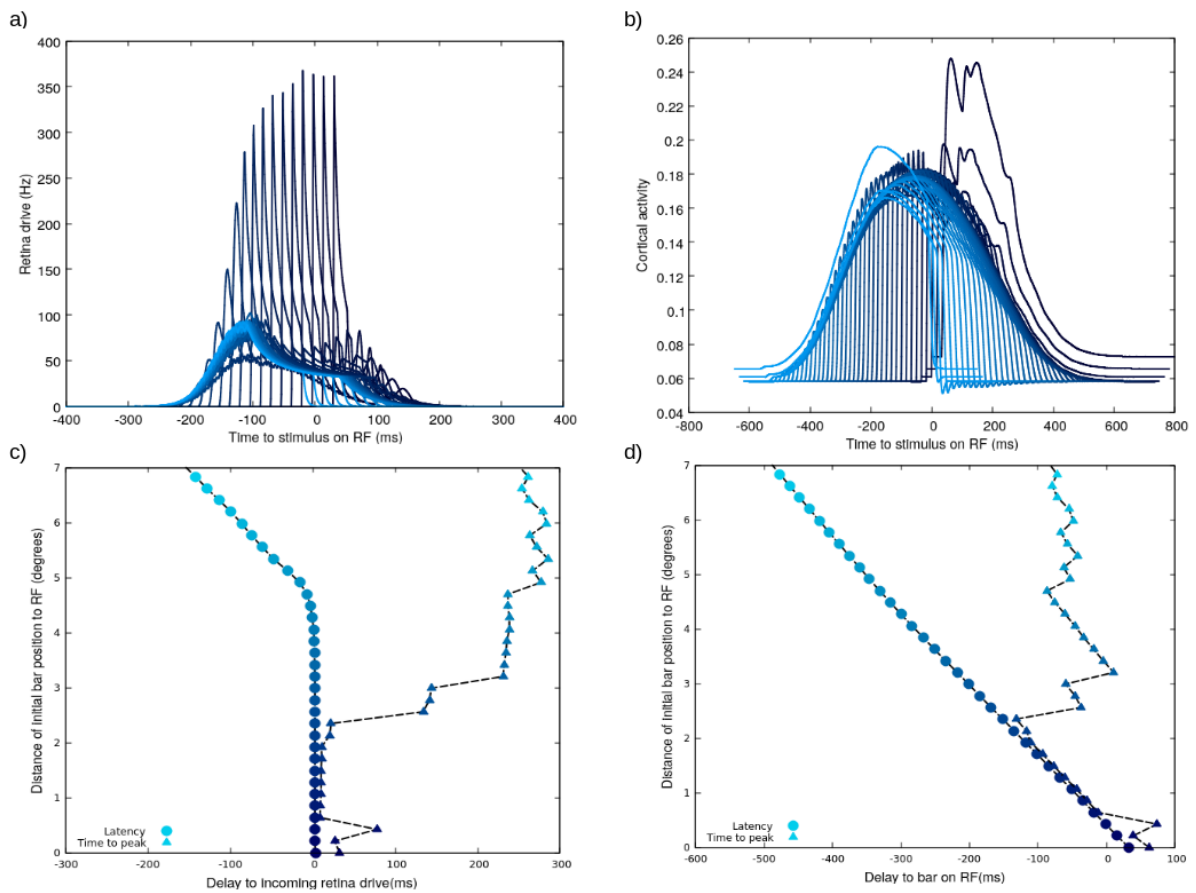 a)
400
350
300
250
200
150
100
50
0
Retina drive (Hz)
-400 -300 -200 -100 0 100 200 300 400
Time to stimulus on RF (ms)
b)
0.26
0.24
0.22
0.2
0.18
0.16
0.14
0.12
0.1
0.08
0.06
0.04
Cortical activity
-800 -600 -400 -200 0 200 400 600 800
Time to stimulus on RF (ms)
c)
7
6
5
4
3
2
1
0
Distance of initial bar position to RF (degrees)
Latency
Time to peak
-300 -200 -100 0 100 200 300
Delay to incoming retina drive(ms)
d)
7
6
5
4
3
2
1
0
Distance of initial bar position to RF (degrees)
Latency
Time to peak
-500 -400 -300 -200 -100 0 100
Delay to bar on RF(ms)